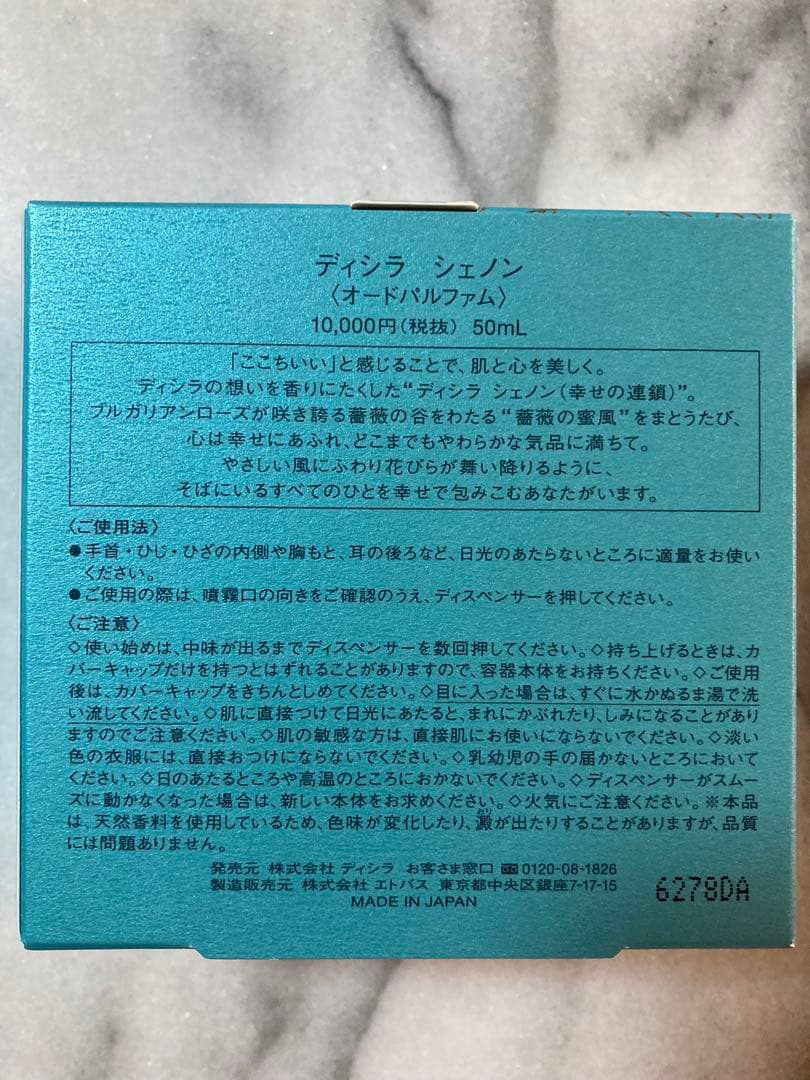 ディシラ　シェノン
〈オードパルファム〉
10,000円（税抜） 50mL
「ここちいい」と感じることで、肌と心を美しく。
ディシラの想いを香りにたくした“ディシラ シェノン（幸せの連鎖）”。
ブルガリアンローズが咲き誇る薔薇の谷をわたる“薔薇の蜜風”をまとうたび、
心は幸せにあふれ、どこまでもやわらかな気品に満ちて。
やさしい風にふわり花びらが舞い降りるように、
そばにいるすべてのひとを幸せで包みこむあなたがいます。
〈ご使用法〉
●手首・ひじ・ひざの内側や胸もと、耳の後ろなど、日光のあたらないところに適量をお使い
ください。
●ご使用の際は、噴霧口の向きをご確認のうえ、ディスペンサーを押してください。
〈ご注意〉
◇使い始めは、中味が出るまでディスペンサーを数回押してください。◇持ち上げるときは、カ
バーキャップだけを持つとはずれることがありますので、容器本体をお持ちください。◇ご使用
後は、カバーキャップをきちんとしめてください。◇目に入った場合は、すぐに水かぬるま湯で洗
い流してください。◇肌に直接つけて日光にあたると、まれにかぶれたり、しみになることがあり
ますのでご注意ください。◇肌の敏感な方は、直接肌にお使いにならないでください。◇淡い
色の衣服には、直接おつけにならないでください。◇乳幼児の手の届かないところにおいて
ください。◇日のあたるところや高温のところにおかないでください。◇ディスペンサーがスムー
ズに動かなくなった場合は、新しい本体をお求めください。◇火気にご注意ください。※本品
は、天然香料を使用しているため、色味が変化したり、澱が出たりすることがありますが、品質
には問題ありません。
発売元 株式会社 ディシラ お客さま窓口 0120-08-1826
製造販売元 株式会社 エトバス 東京都中央区銀座7-17-15
MADE IN JAPAN
6278DA